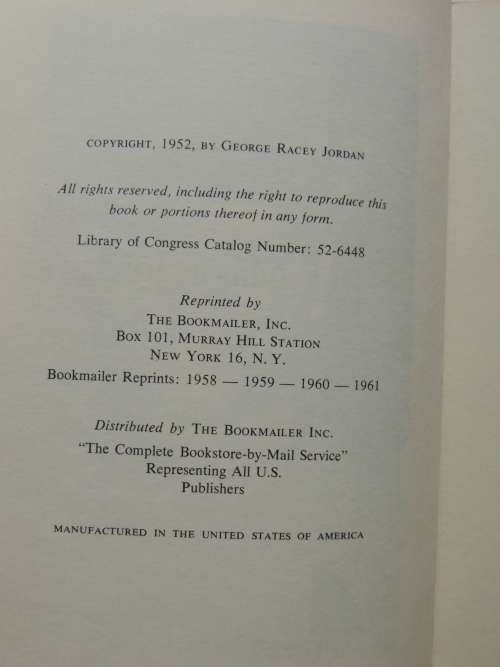 COPYRIGHT, 1952, BY GEORGE RACEY JORDAN
All rights reserved, including the right to reproduce this
book or portions thereof in any form.
Library of Congress Catalog Number: 52-6448
Reprinted by
THE BOOKMAILER, INC.
BOX 101, MURRAY HILL STATION
NEW YORK 16, N. Y.
Bookmailer Reprints: 1958 — 1959 — 1960 — 1961
Distributed by THE BOOKMAILER INC.
“The Complete Bookstore-by-Mail Service”
Representing All U.S.
Publishers
MANUFACTURED IN THE UNITED STATES OF AMERICA